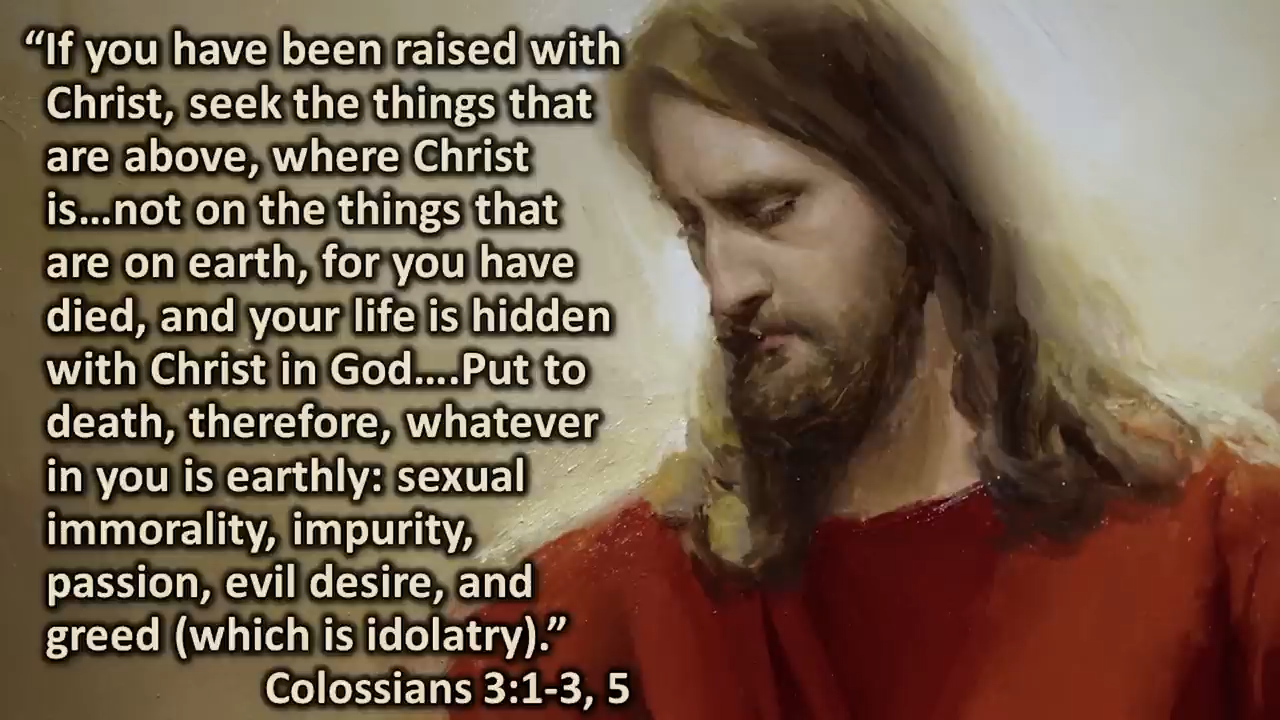 “If you have been raised with
Christ, seek the things that
are above, where Christ
is...not on the things that
are on earth, for you have
died, and your life is hidden
with Christ in God....Put to
death, therefore, whatever
in you is earthly: sexual
immorality, impurity,
passion, evil desire, and
greed (which is idolatry).”
Colossians 3:1-3, 5